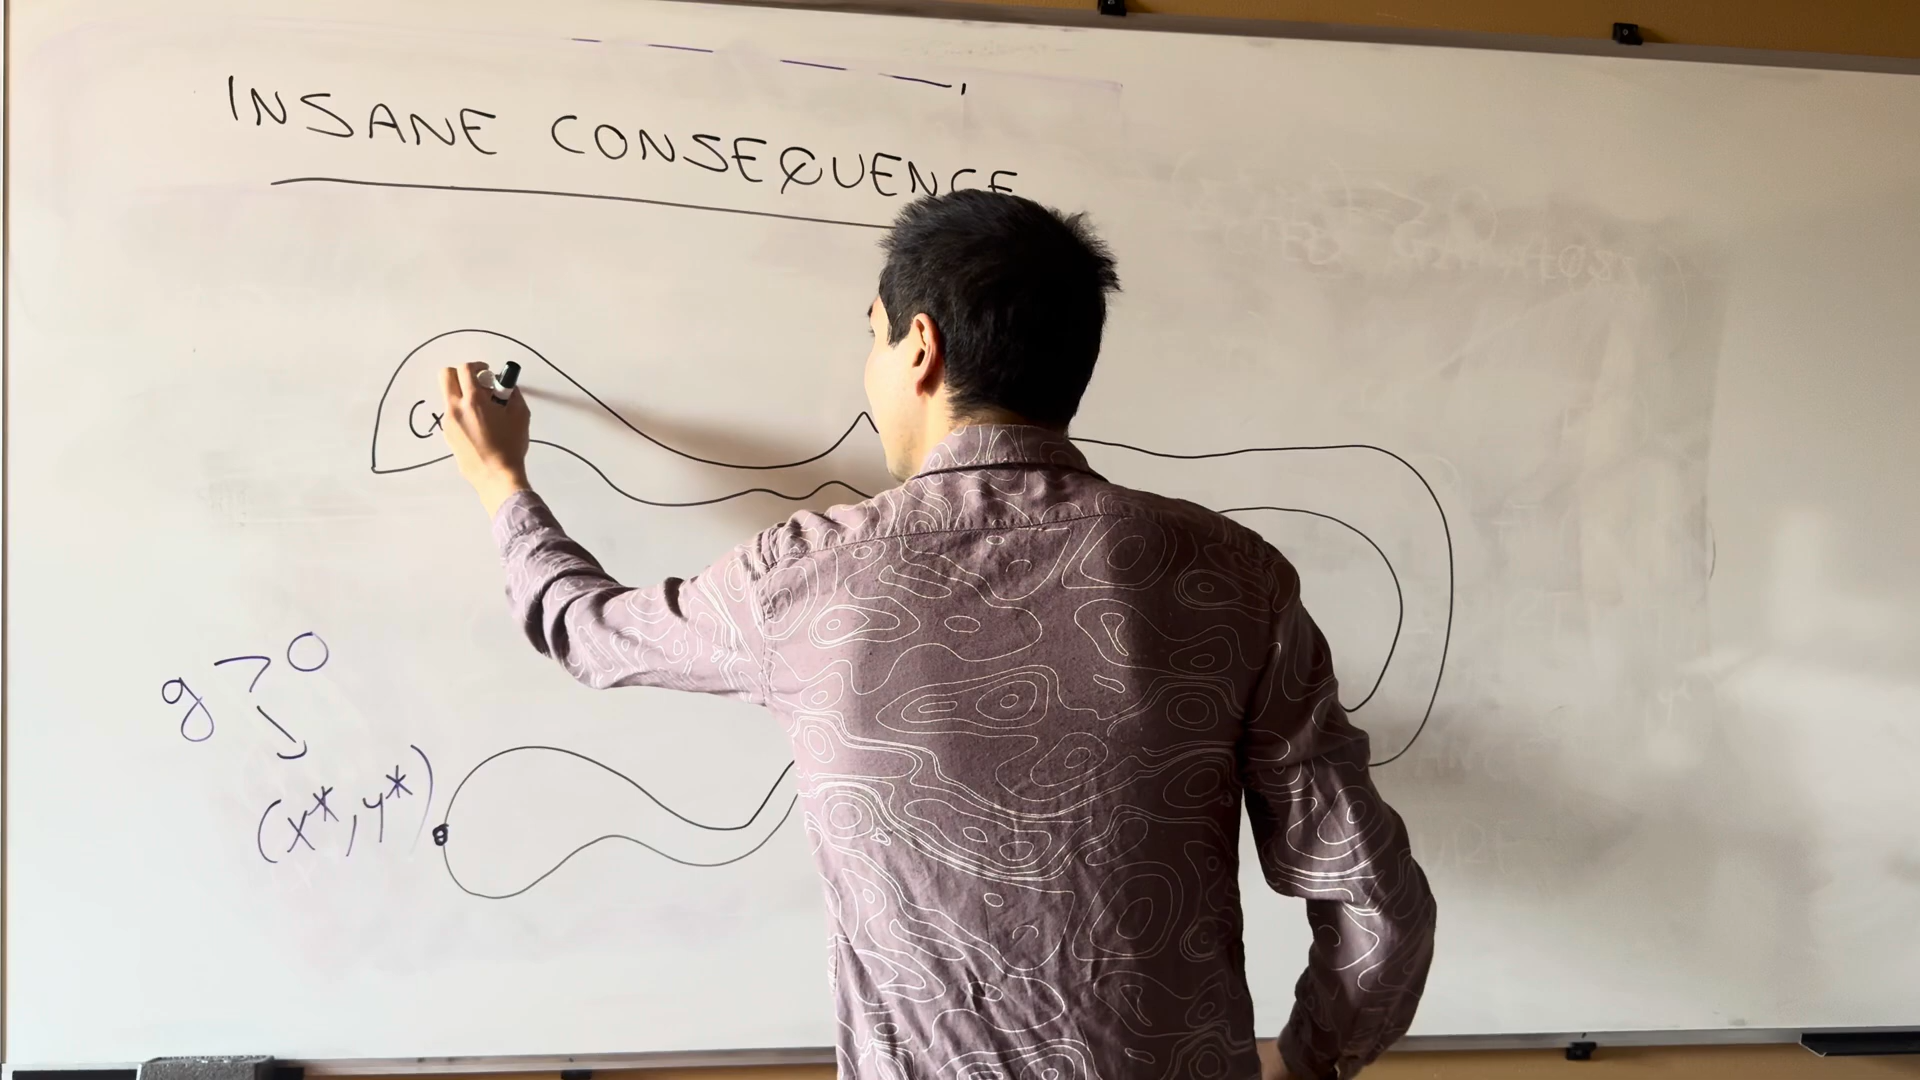 INSANE CONSEQUENCE
(x
g > 0
(x*, y*)